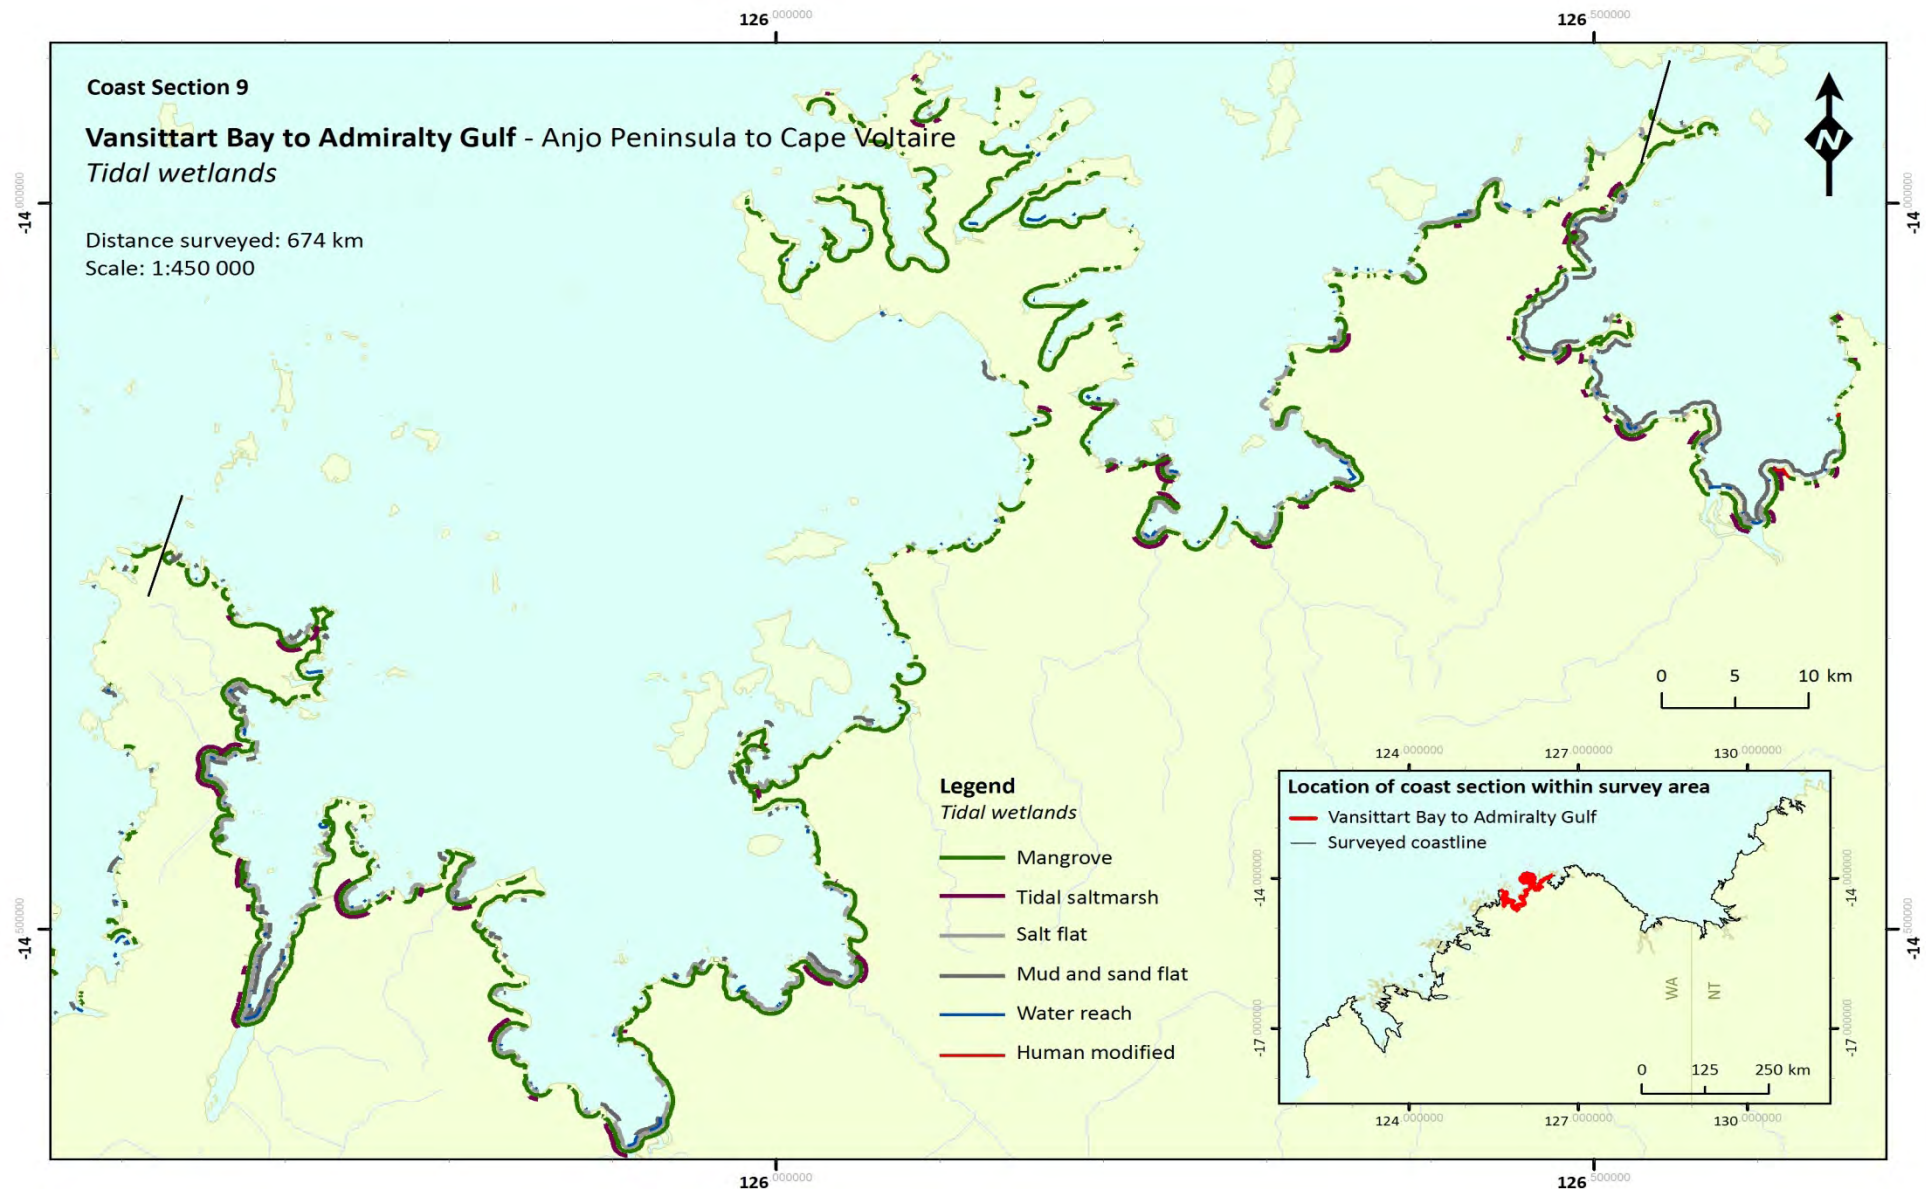 126.000000
126.500000
Coast Section 9
Vansittart Bay to Admiralty Gulf - Anjo Peninsula to Cape Voltaire
Tidal wetlands
Distance surveyed: 674 km
Scale: 1:450 000
N
-14.000000
-14.000000
0 5 10 km
Legend
Tidal wetlands
Mangrove
Tidal saltmarsh
Salt flat
Mud and sand flat
Water reach
Human modified
124.000000 127.000000 130.000000
Location of coast section within survey area
Vansittart Bay to Admiralty Gulf
Surveyed coastline
-14.000000
-14.000000
WA
NT
-17.000000
-17.000000
0 125 250 km
124.000000 127.000000 130.000000
-14.500000
-14.500000
126.000000
126.500000